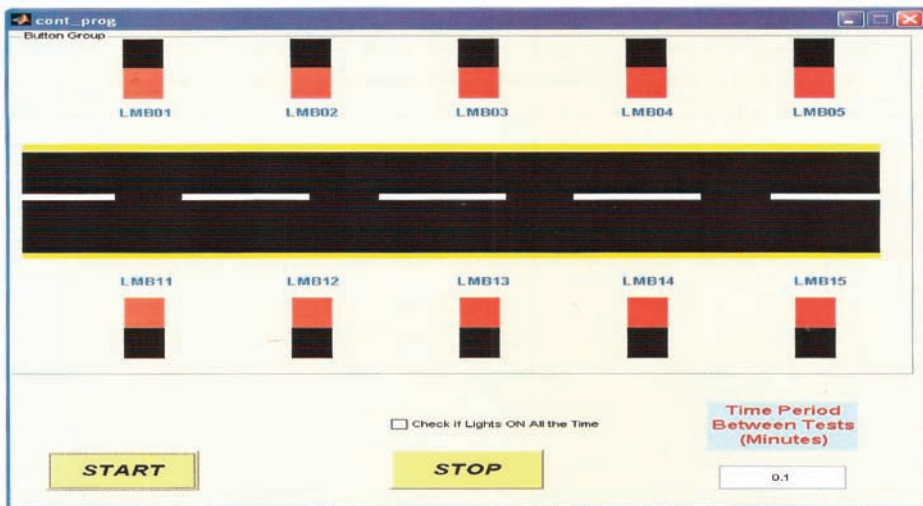 cont_prog
Button Group
LMB01 LMB02 LMB03 LMB04 LMB05
LMB11 LMB12 LMB13 LMB14 LMB15
Check if Lights ON All the Time
Time Period
Between Tests
(Minutes)
START
STOP
0.1